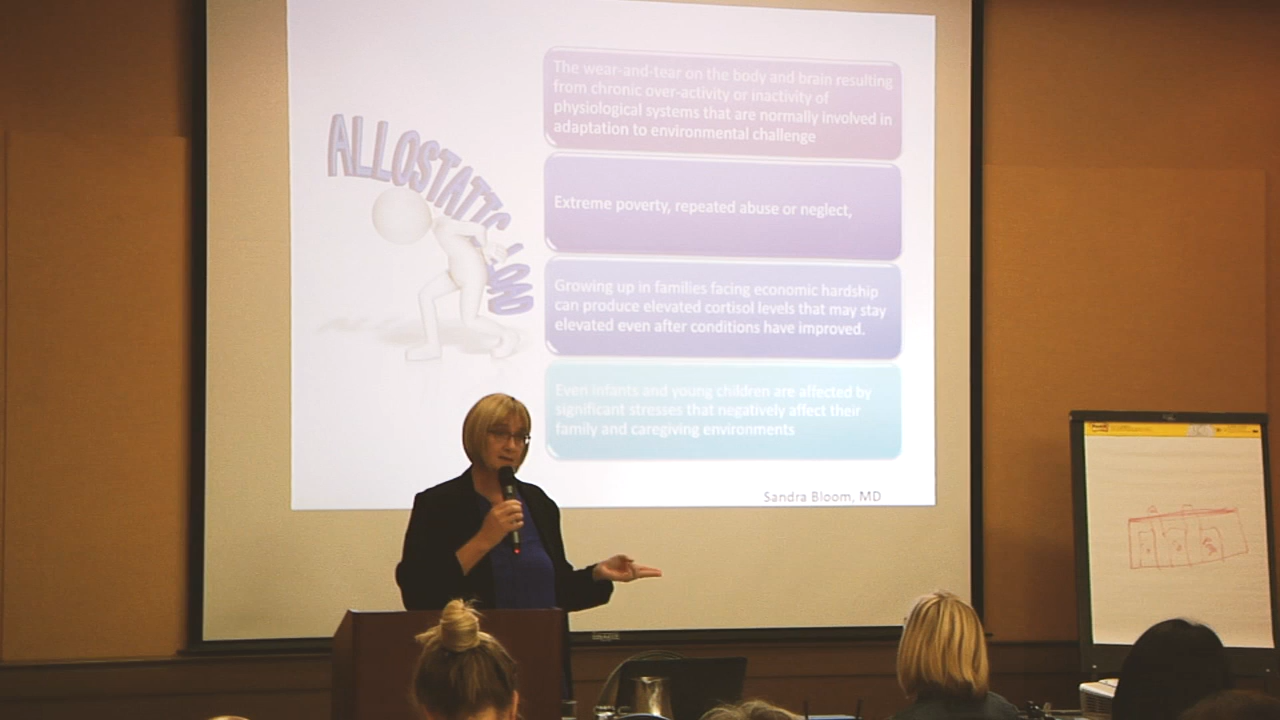 ALLOSTATIC LOAD
The wear-and-tear on the body and brain resulting
from chronic over-activity or inactivity of
physiological systems that are normally involved in
adaptation to environmental challenge
Extreme poverty, repeated abuse or neglect,
Growing up in families facing economic hardship
can produce elevated cortisol levels that may stay
elevated even after conditions have improved.
Even infants and young children are affected by
significant stresses that negatively affect their
family and caregiving environments
Sandra Bloom, MD